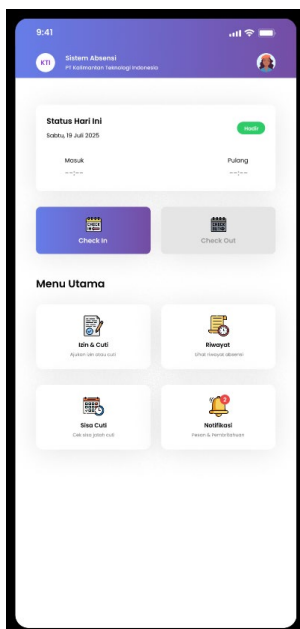 9:41
KTI
Sistem Absensi
PT Kalimantan Teknologi Indonesia
Status Hari Ini
Sabtu, 19 Juli 2025
Hadir
Masuk Pulang
--:-- --:--
Check In Check Out
Menu Utama
Izin & Cuti Riwayat
Ajukan izin atau cuti Lihat riwayat absensi
Sisa Cuti Notifikasi
Cek sisa jatah cuti Pesan & Pemberitahuan
2